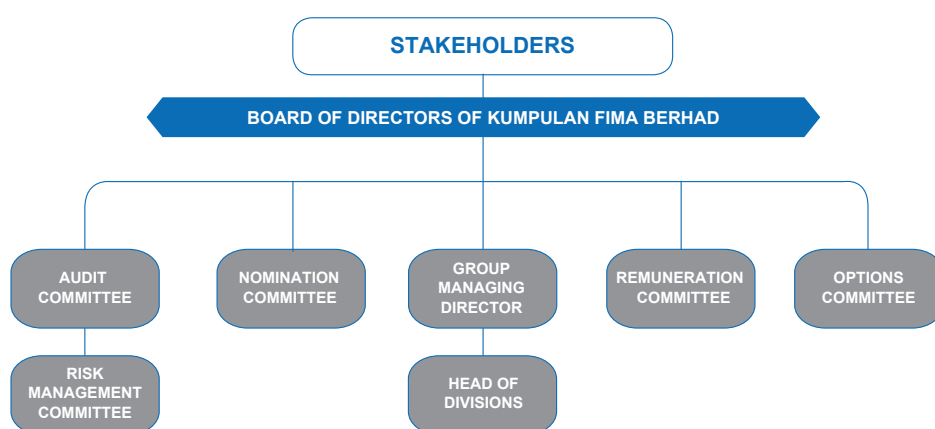 STAKEHOLDERS
BOARD OF DIRECTORS OF KUMPULAN FIMA BERHAD
AUDIT
COMMITTEE
NOMINATION
COMMITTEE
GROUP
MANAGING
DIRECTOR
REMUNERATION
COMMITTEE
OPTIONS
COMMITTEE
RISK
MANAGEMENT
COMMITTEE
HEAD OF
DIVISIONS